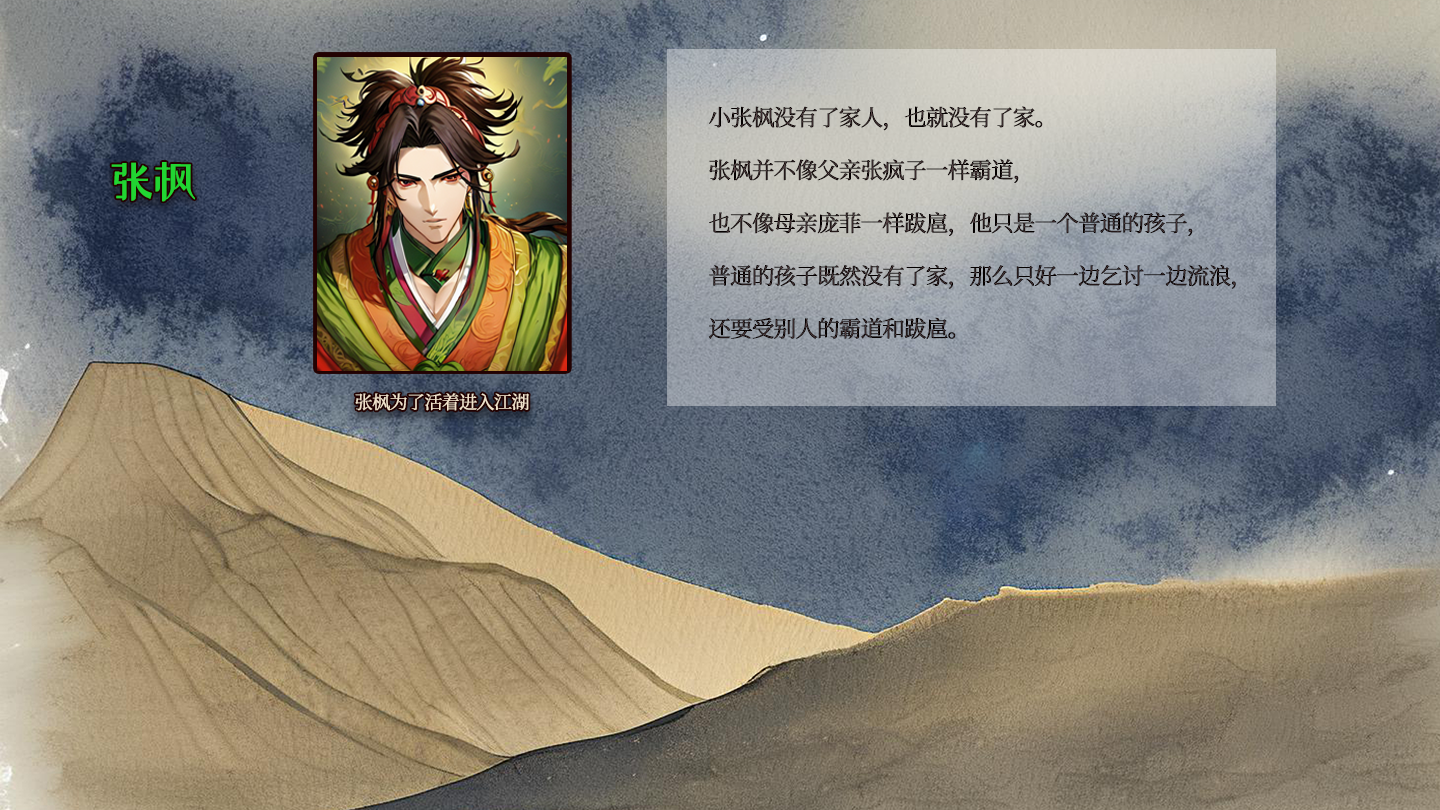 张枫
张枫为了活着进入江湖
小张枫没有了家人，也就没有了家。
张枫并不像父亲张疯子一样霸道，
也不像母亲庞菲一样跋扈，他只是一个普通的孩子，
普通的孩子既然没有了家，那么只好一边乞讨一边流浪，
还要受别人的霸道和跋扈。